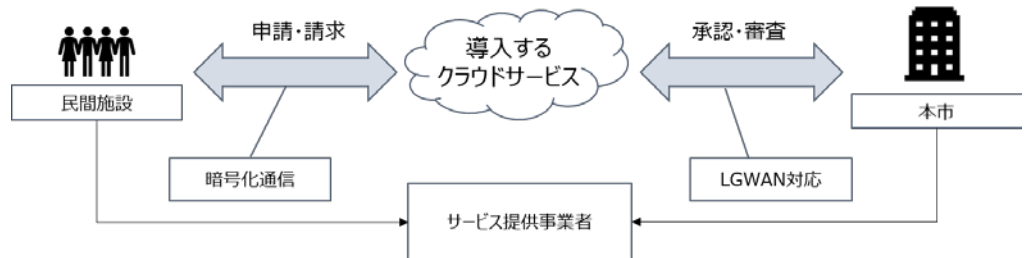 申請・請求
導入する
クラウドサービス
承認・審査
民間施設
本市
暗号化通信
LGWAN対応
サービス提供事業者